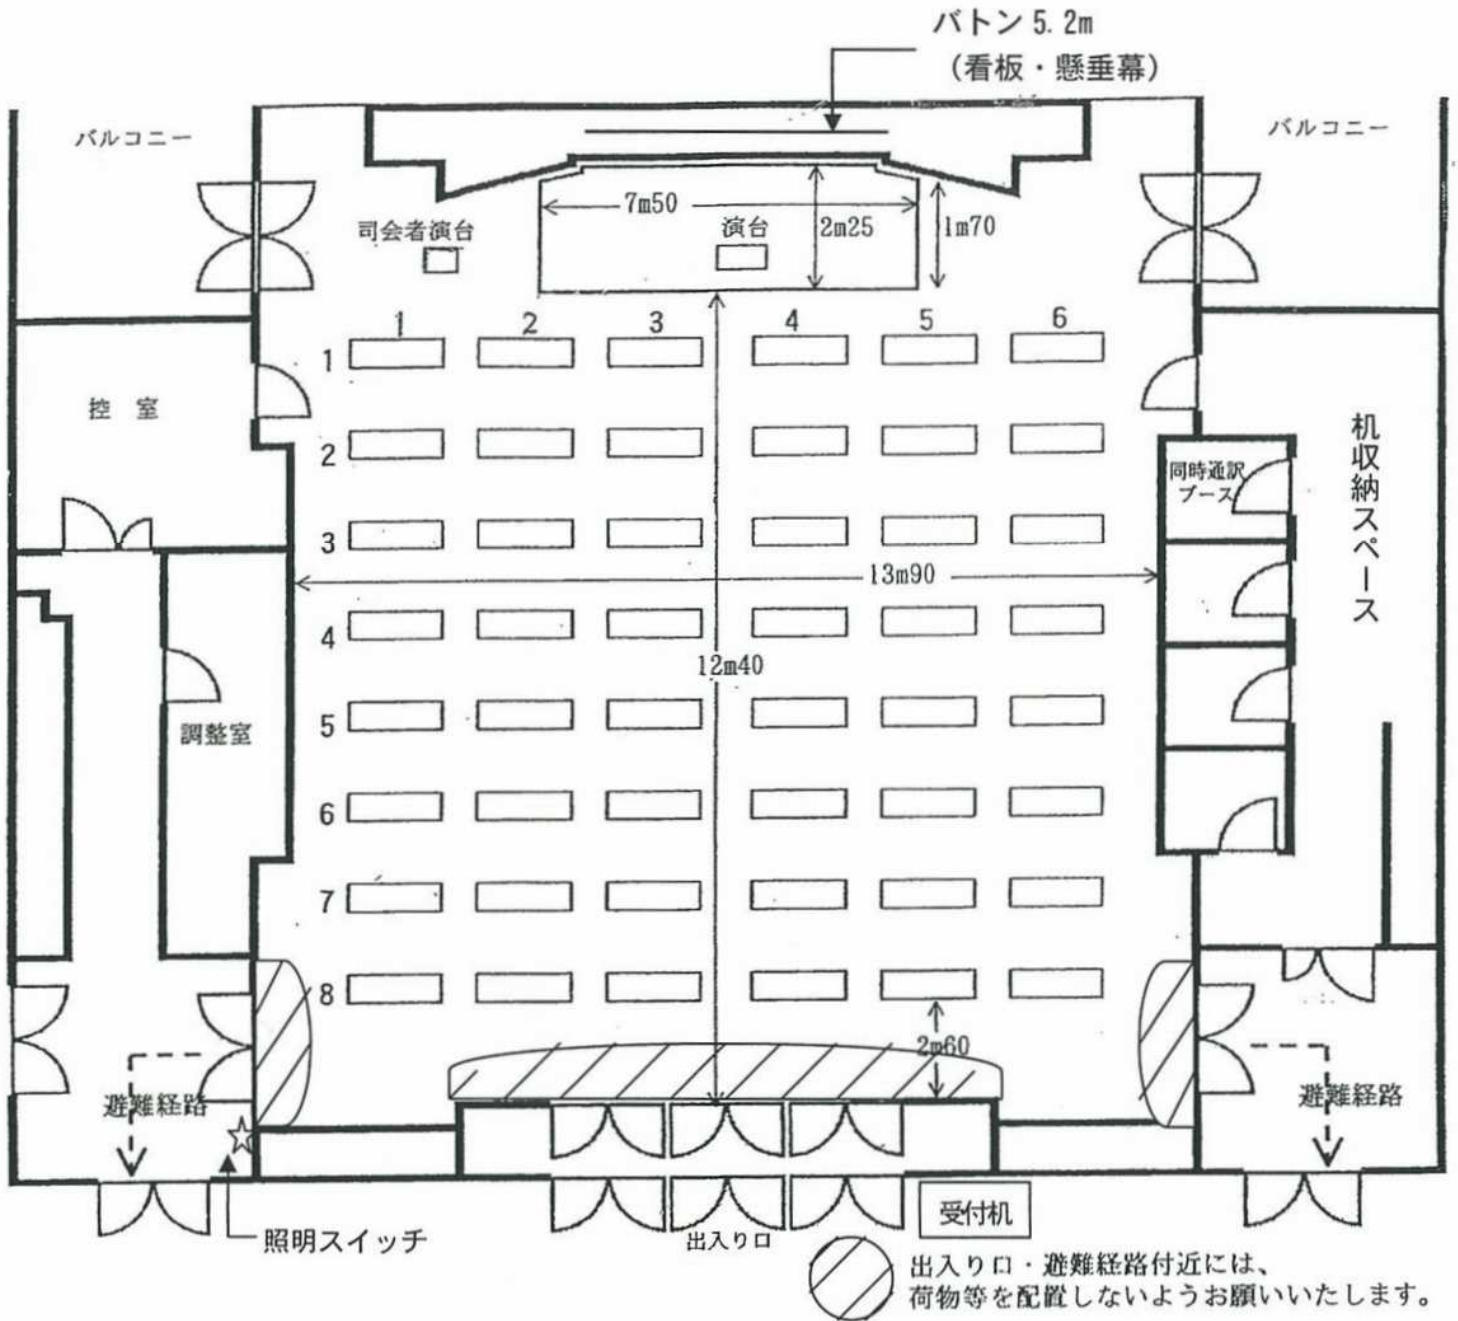 バトン 5.2m
(看板・懸垂幕)
バルコニー
バルコニー
7m50
司会者演台
演台
2m25
1m70
1 2 3 4 5 6
1
控 室
2
机収納スペース
同時通訳
ブース
3
13m90
4
12m40
5
調整室
6
7
8
2m60
避難経路
避難経路
☆
受付机
照明スイッチ
出入り口
出入り口・避難経路付近には、
荷物等を配置しないようお願いいたします。